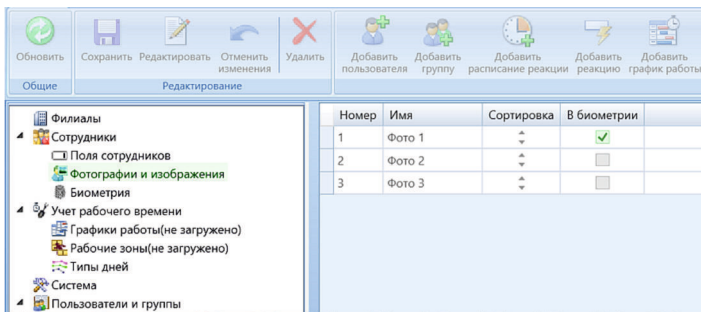 Обновить
Сохранить Редактировать Отменить изменения Удалить
Добавить пользователя Добавить группу Добавить расписание реакции Добавить реакцию Добавить график работы
Общие
Редактирование
Филиалы
Сотрудники
Поля сотрудников
Фотографии и изображения
Биометрия
Учет рабочего времени
Графики работы(не загружено)
Рабочие зоны(не загружено)
Типы дней
Система
Пользователи и группы
Номер Имя Сортировка В биометрии
1 Фото 1
2 Фото 2
3 Фото 3